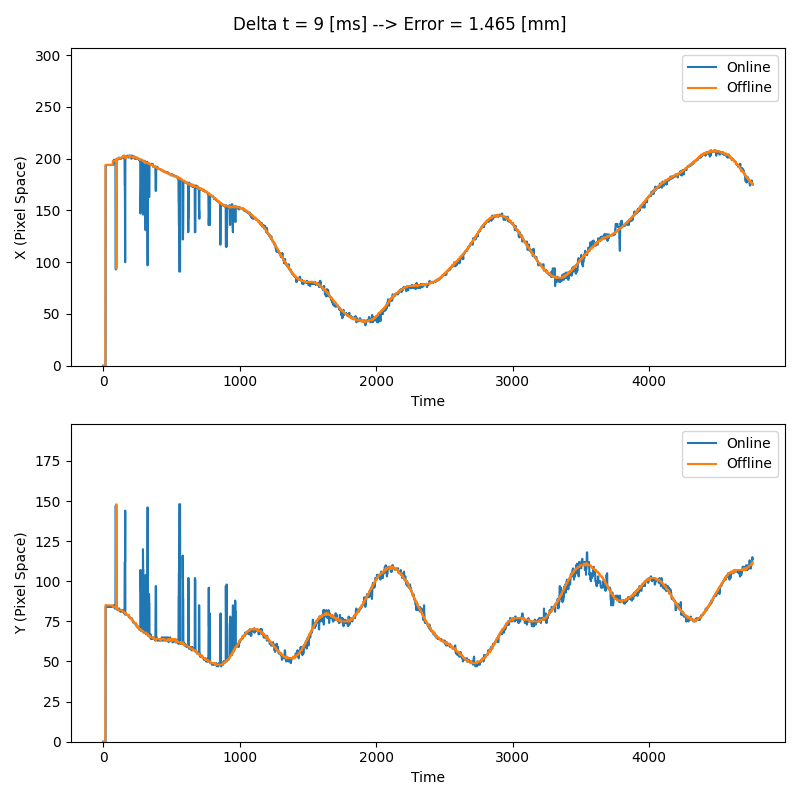 Delta t = 9 [ms] --> Error = 1.465 [mm]
300
250
200
150
100
50
0
X (Pixel Space)
Online
Offline
0 1000 2000 3000 4000
Time
175
150
125
100
75
50
25
0
Y (Pixel Space)
Online
Offline
0 1000 2000 3000 4000
Time